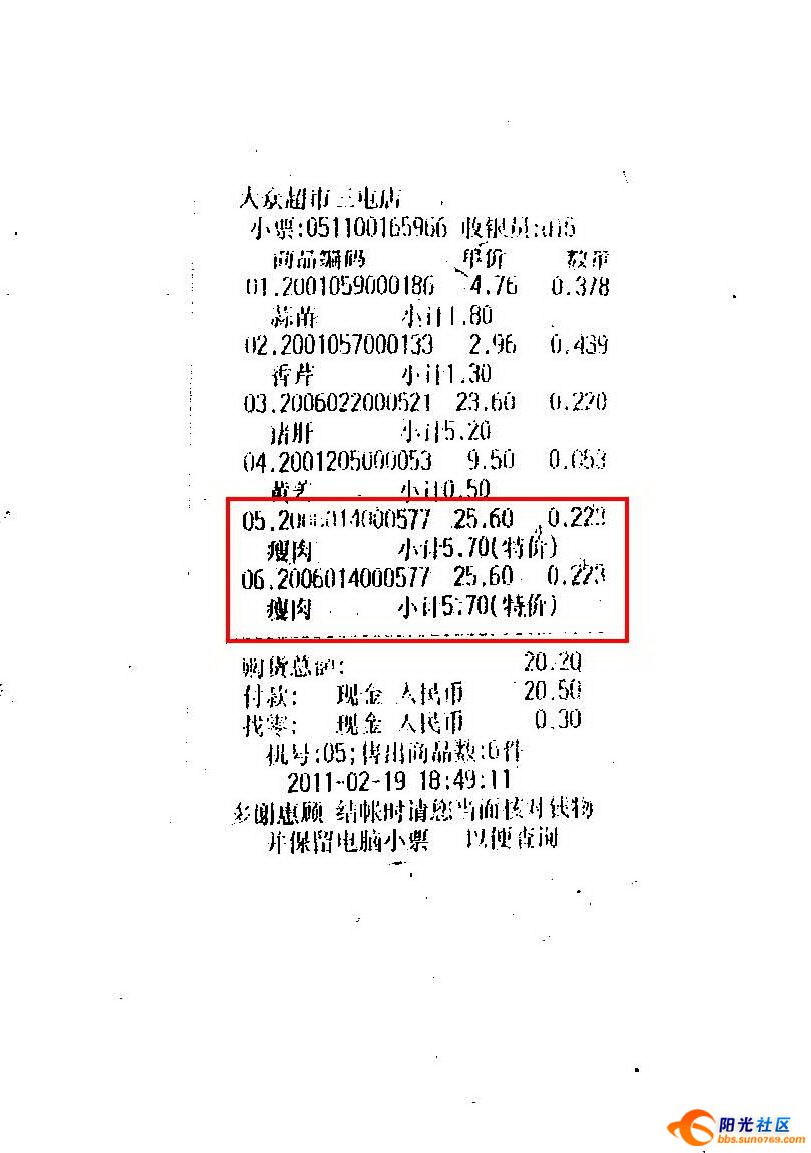 大众超市三屯店
小票:051100165966 收银员:015
商品编码 单价 数量
01.2001059000186 4.76 0.378
蒜苗 小计1.80
02.2001057000133 2.96 0.439
香芹 小计1.30
03.2006022000521 23.60 0.220
猪肝 小计5.20
04.2001205000053 9.50 0.053
黄姜 小计0.50
05.2006014000577 25.60 0.223
瘦肉 小计5.70(特价)
06.2006014000577 25.60 0.223
瘦肉 小计5.70(特价)
购货总额: 20.20
付款: 现金 人民币 20.50
找零: 现金 人民币 0.30
机号:05;售出商品数:6件
2011-02-19 18:49:11
多谢惠顾 结帐时请您当面核对钱物
并保留电脑小票 以便查询
阳光社区
bbs.sun0769.com